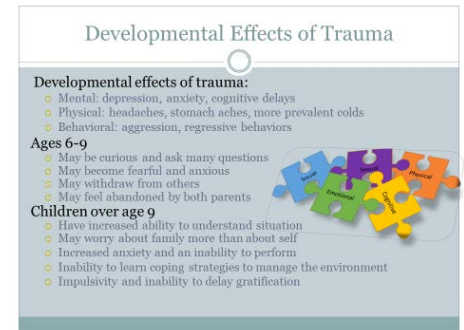 Developmental Effects of Trauma
Developmental effects of trauma:
Mental: depression, anxiety, cognitive delays
Physical: headaches, stomach aches, more prevalent colds
Behavioral: aggression, regressive behaviors
Ages 6-9
May be curious and ask many questions
May become fearful and anxious
May withdraw from others
May feel abandoned by both parents
Children over age 9
Have increased ability to understand situation
May worry about family more than about self
Increased anxiety and an inability to perform
Inability to learn coping strategies to manage the environment
Impulsivity and inability to delay gratification
Social
Physical
Emotional
Cognitive